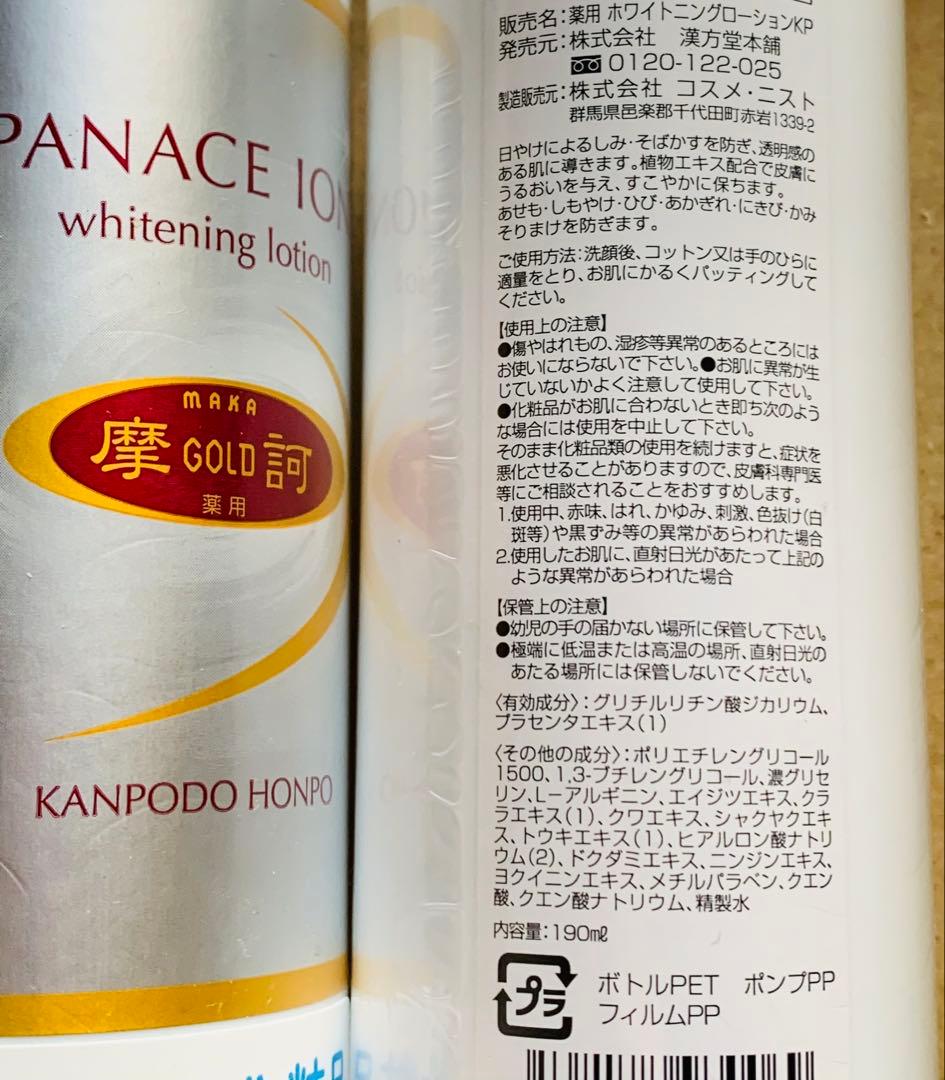 PANACE ION
whitening lotion
MAKA
摩 GOLD 訶
薬用
KANPODO HONPO
販売名:薬用 ホワイトニングローションKP
発売元:株式会社 漢方堂本舗
0120-122-025
製造販売元:株式会社 コスメ・ニスト
群馬県邑楽郡千代田町赤岩1339-2
日やけによるしみ・そばかすを防ぎ、透明感の
ある肌に導きます。植物エキス配合で皮膚に
うるおいを与え、すこやかに保ちます。
あせも・しもやけ・ひび・あかぎれ・にきび・かみ
そりまけを防ぎます。
ご使用方法:洗顔後、コットン又は手のひらに
適量をとり、お肌にかるくパッティングして
ください。
【使用上の注意】
●傷やはれもの、湿疹等異常のあるところには
お使いにならないで下さい。●お肌に異常が生
じていないかよく注意して使用して下さい。
●化粧品がお肌に合わないとき即ち次のよう
な場合には使用を中止して下さい。
そのまま化粧品類の使用を続けますと、症状を
悪化させることがありますので、皮膚科専門医
等にご相談されることをおすすめします。
1.使用中、赤味、はれ、かゆみ、刺激、色抜け(白
斑等)や黒ずみ等の異常があらわれた場合
2.使用したお肌に、直射日光があたって上記の
ような異常があらわれた場合
【保管上の注意】
●幼児の手の届かない場所に保管して下さい。
●極端に低温または高温の場所、直射日光の
あたる場所には保管しないでください。
〈有効成分〉:グリチルリチン酸ジカリウム、
プラセンタエキス(1)
〈その他の成分〉:ポリエチレングリコール
1500、1,3-ブチレングリコール、濃グリセ
リン、L-アルギニン、エイジツエキス、クラ
ラエキス(1)、クワエキス、シャクヤクエキ
ス、トウキエキス(1)、ヒアルロン酸ナトリ
ウム(2)、ドクダミエキス、ニンジンエキス、
ヨクイニンエキス、メチルパラベン、クエン
酸、クエン酸ナトリウム、精製水
内容量:190㎖
プラ
ボトルPET ポンプPP
フィルムPP